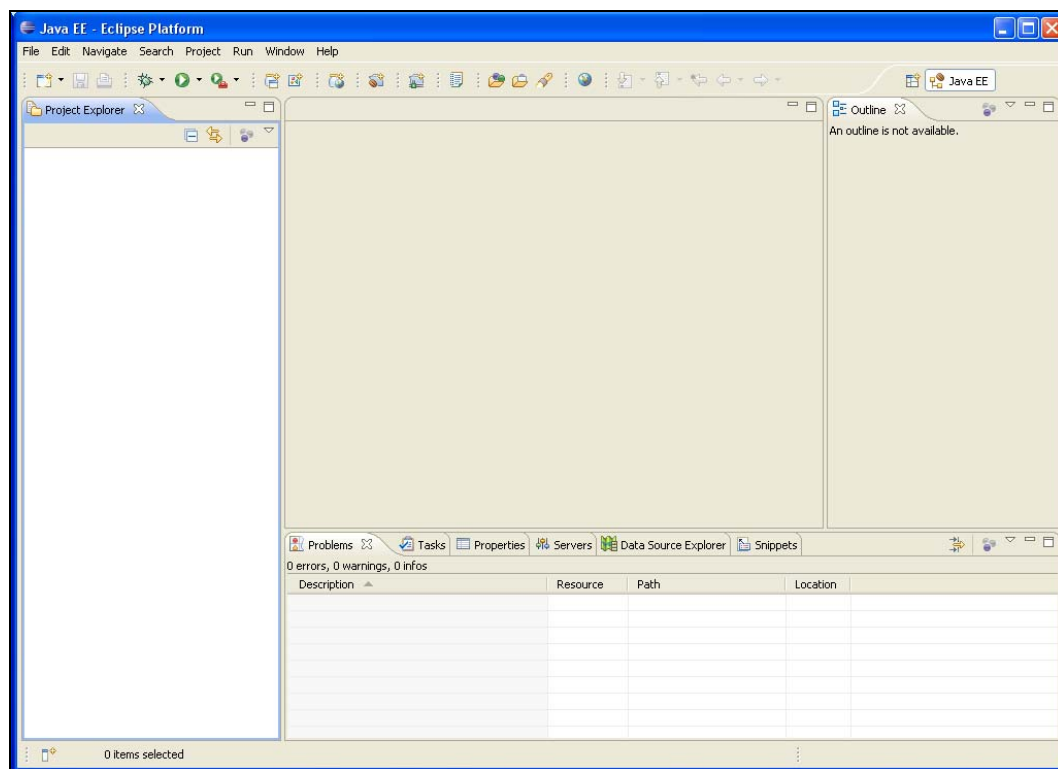 Java EE - Eclipse Platform
File Edit Navigate Search Project Run Window Help
Java EE
Project Explorer
Outline
An outline is not available.
Problems Tasks Properties Servers Data Source Explorer Snippets
0 errors, 0 warnings, 0 infos
Description Resource Path Location
0 items selected